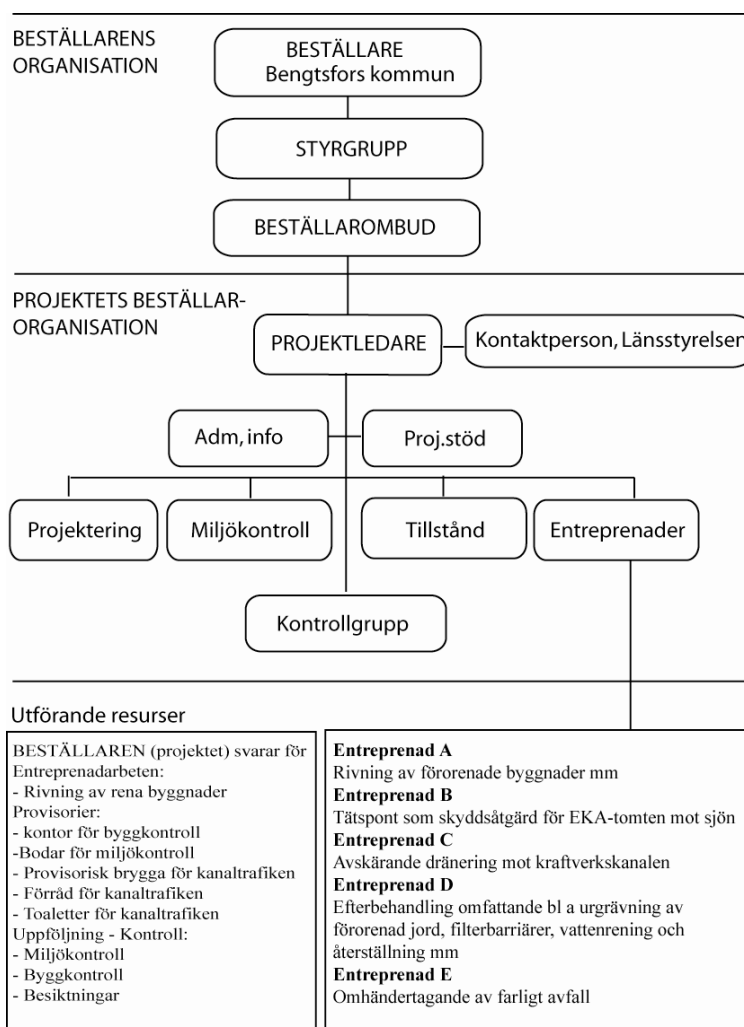 BESTÄLLARENS
ORGANISATION
BESTÄLLARE
Bengtsfors kommun
STYRGRUPP
BESTÄLLAROMBUD
PROJEKTETS BESTÄLLAR-
ORGANISATION
PROJEKTLEDARE
Kontaktperson, Länsstyrelsen
Adm, info
Proj.stöd
Projektering
Miljökontroll
Tillstånd
Entreprenader
Kontrollgrupp
Utförande resurser
BESTÄLLAREN (projektet) svarar för
Entreprenadarbeten:
- Rivning av rena byggnader
Provisorier:
- kontor för byggkontroll
-Bodar för miljökontroll
- Provisorisk brygga för kanaltrafiken
- Förråd för kanaltrafiken
- Toaletter för kanaltrafiken
Uppföljning - Kontroll:
- Miljökontroll
- Byggkontroll
- Besiktningar
Entreprenad A
Rivning av förorenade byggnader mm
Entreprenad B
Tätspont som skyddsåtgärd för EKA-tomten mot sjön
Entreprenad C
Avskärande dränering mot kraftverkskanalen
Entreprenad D
Efterbehandling omfattande bl a urgrävning av
förorenad jord, filterbarriärer, vattenrening och
återställning mm
Entreprenad E
Omhändertagande av farligt avfall